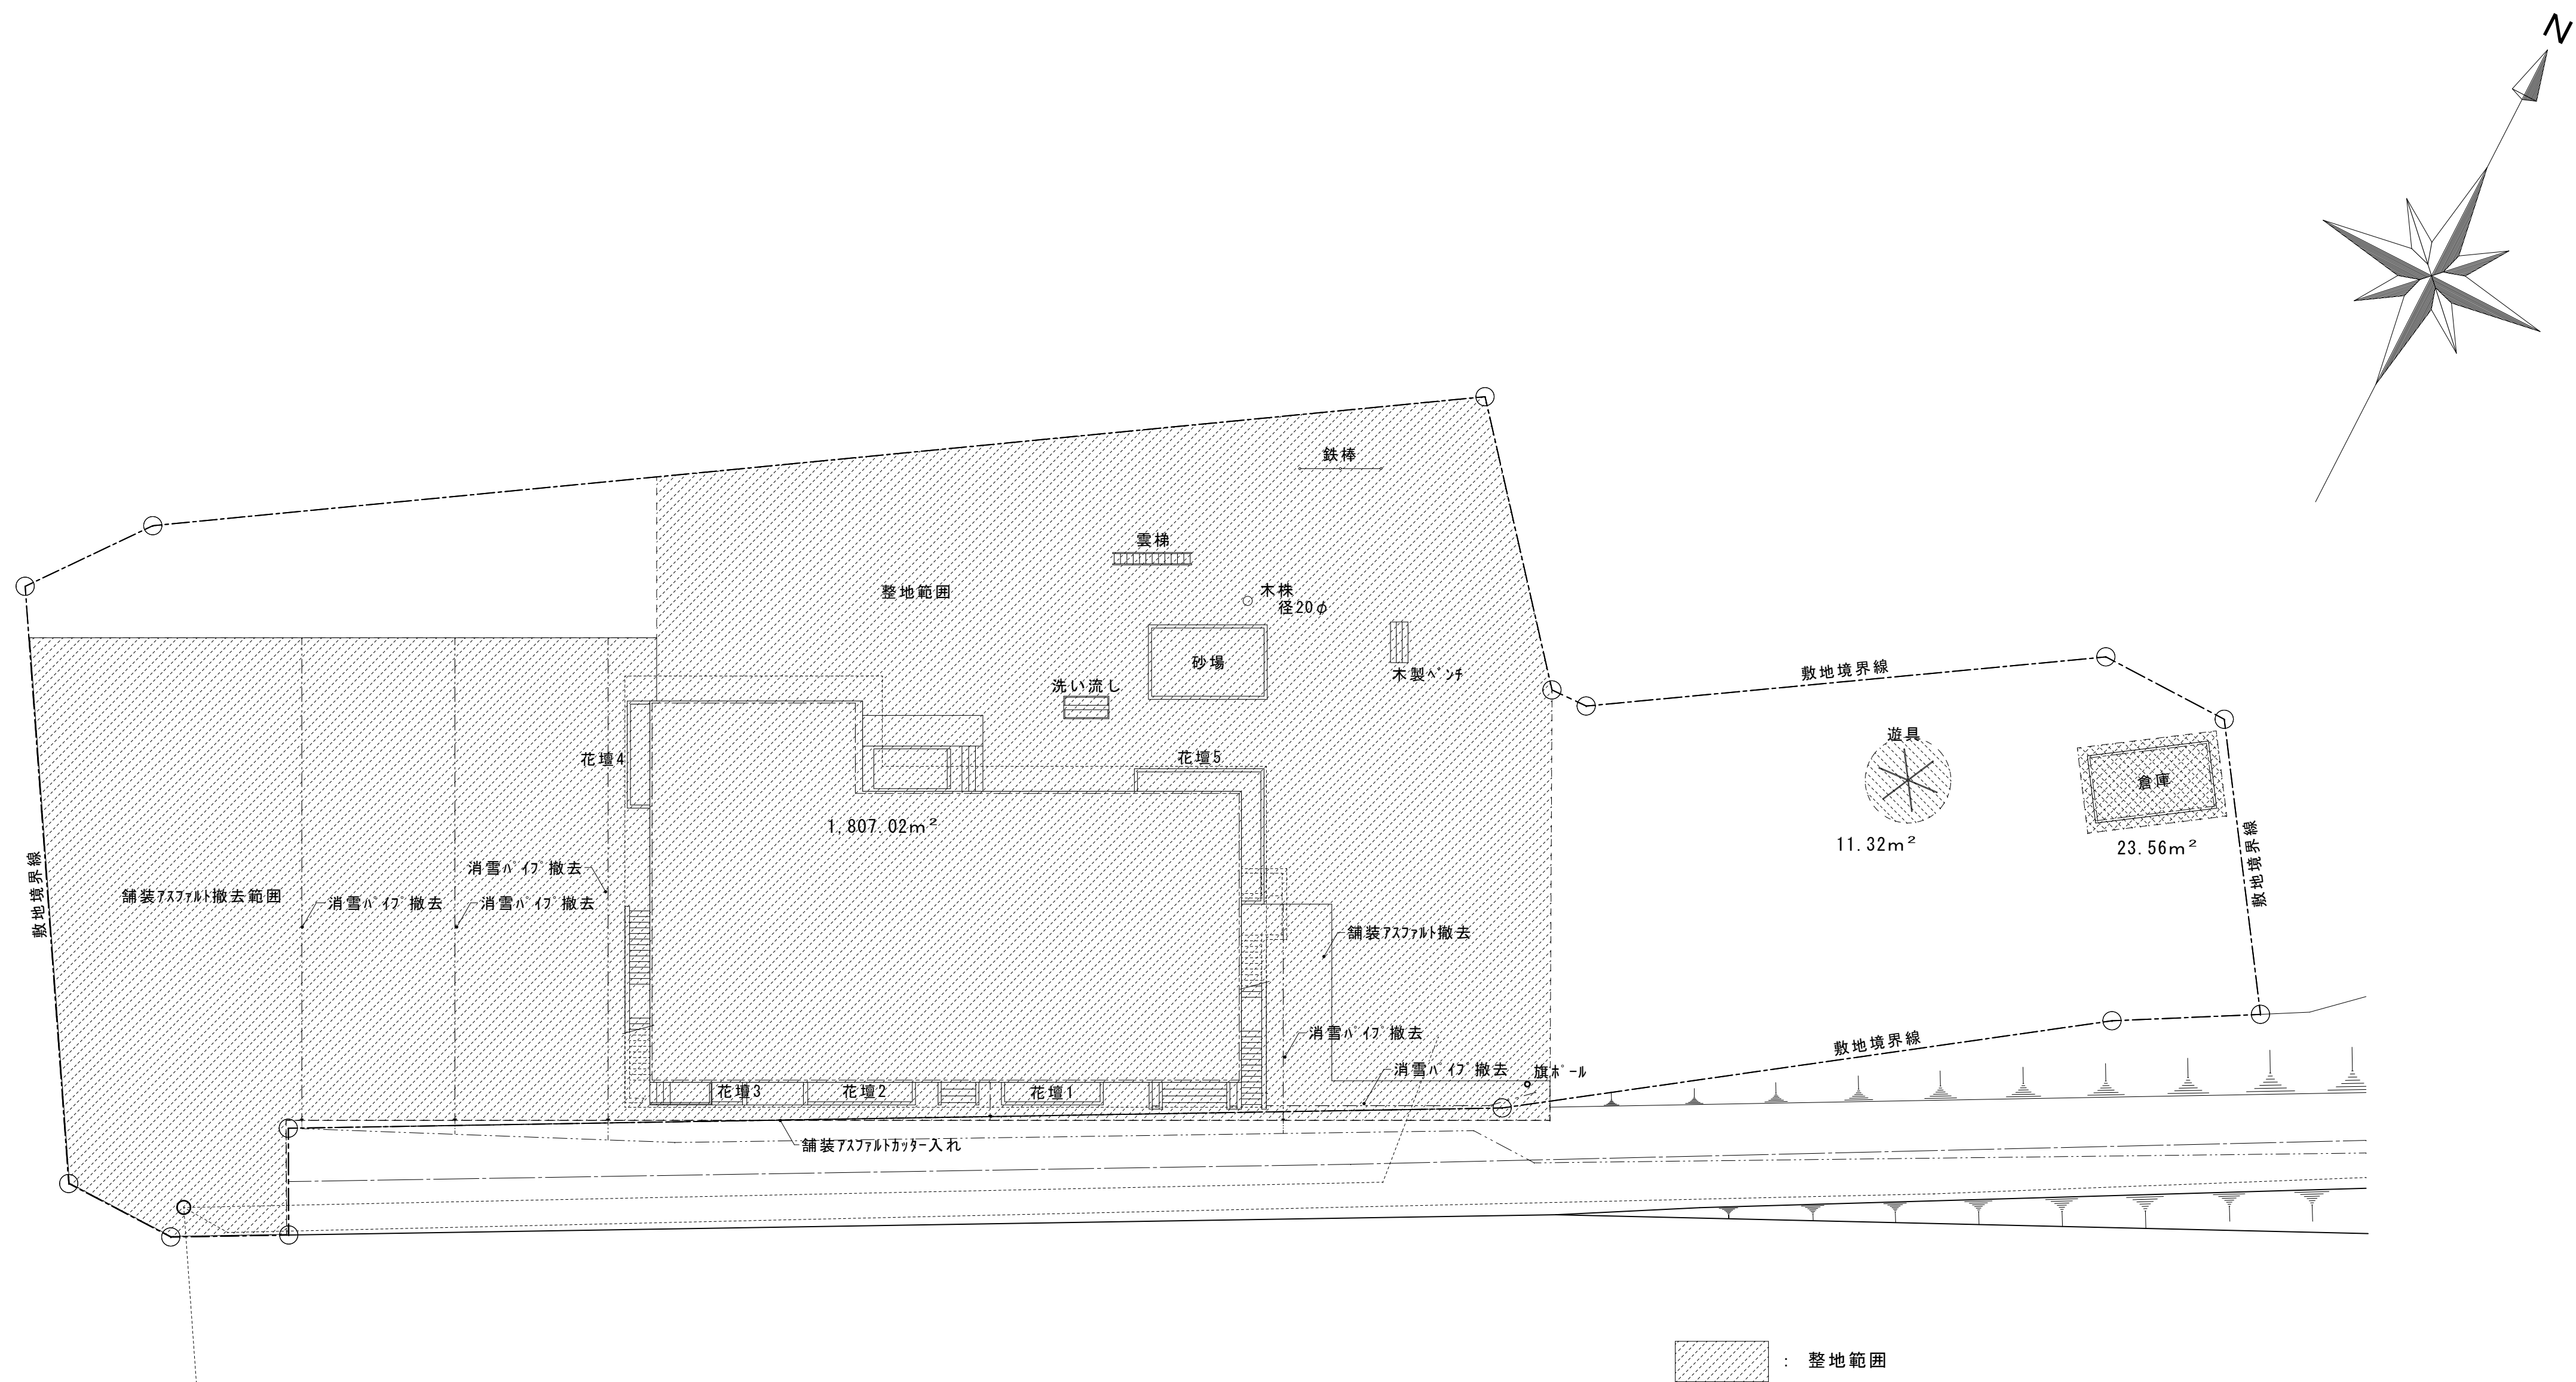 N
鉄棒
雲梯
整地範囲
木株
径20φ
砂場
木製ﾍﾞﾝﾁ
洗い流し
敷地境界線
遊具
花壇4
花壇5
倉庫
1,807.02m²
11.32m²
23.56m²
敷地境界線
敷地境界線
消雪ﾊﾟｲﾌﾟ撤去
舗装ｱｽﾌｧﾙﾄ撤去範囲
消雪ﾊﾟｲﾌﾟ撤去
消雪ﾊﾟｲﾌﾟ撤去
舗装ｱｽﾌｧﾙﾄ撤去
消雪ﾊﾟｲﾌﾟ撤去
敷地境界線
消雪ﾊﾟｲﾌﾟ撤去
旗ﾎﾟｰﾙ
花壇3
花壇2
花壇1
舗装ｱｽﾌｧﾙﾄｶｯﾀｰ入れ
： 整地範囲